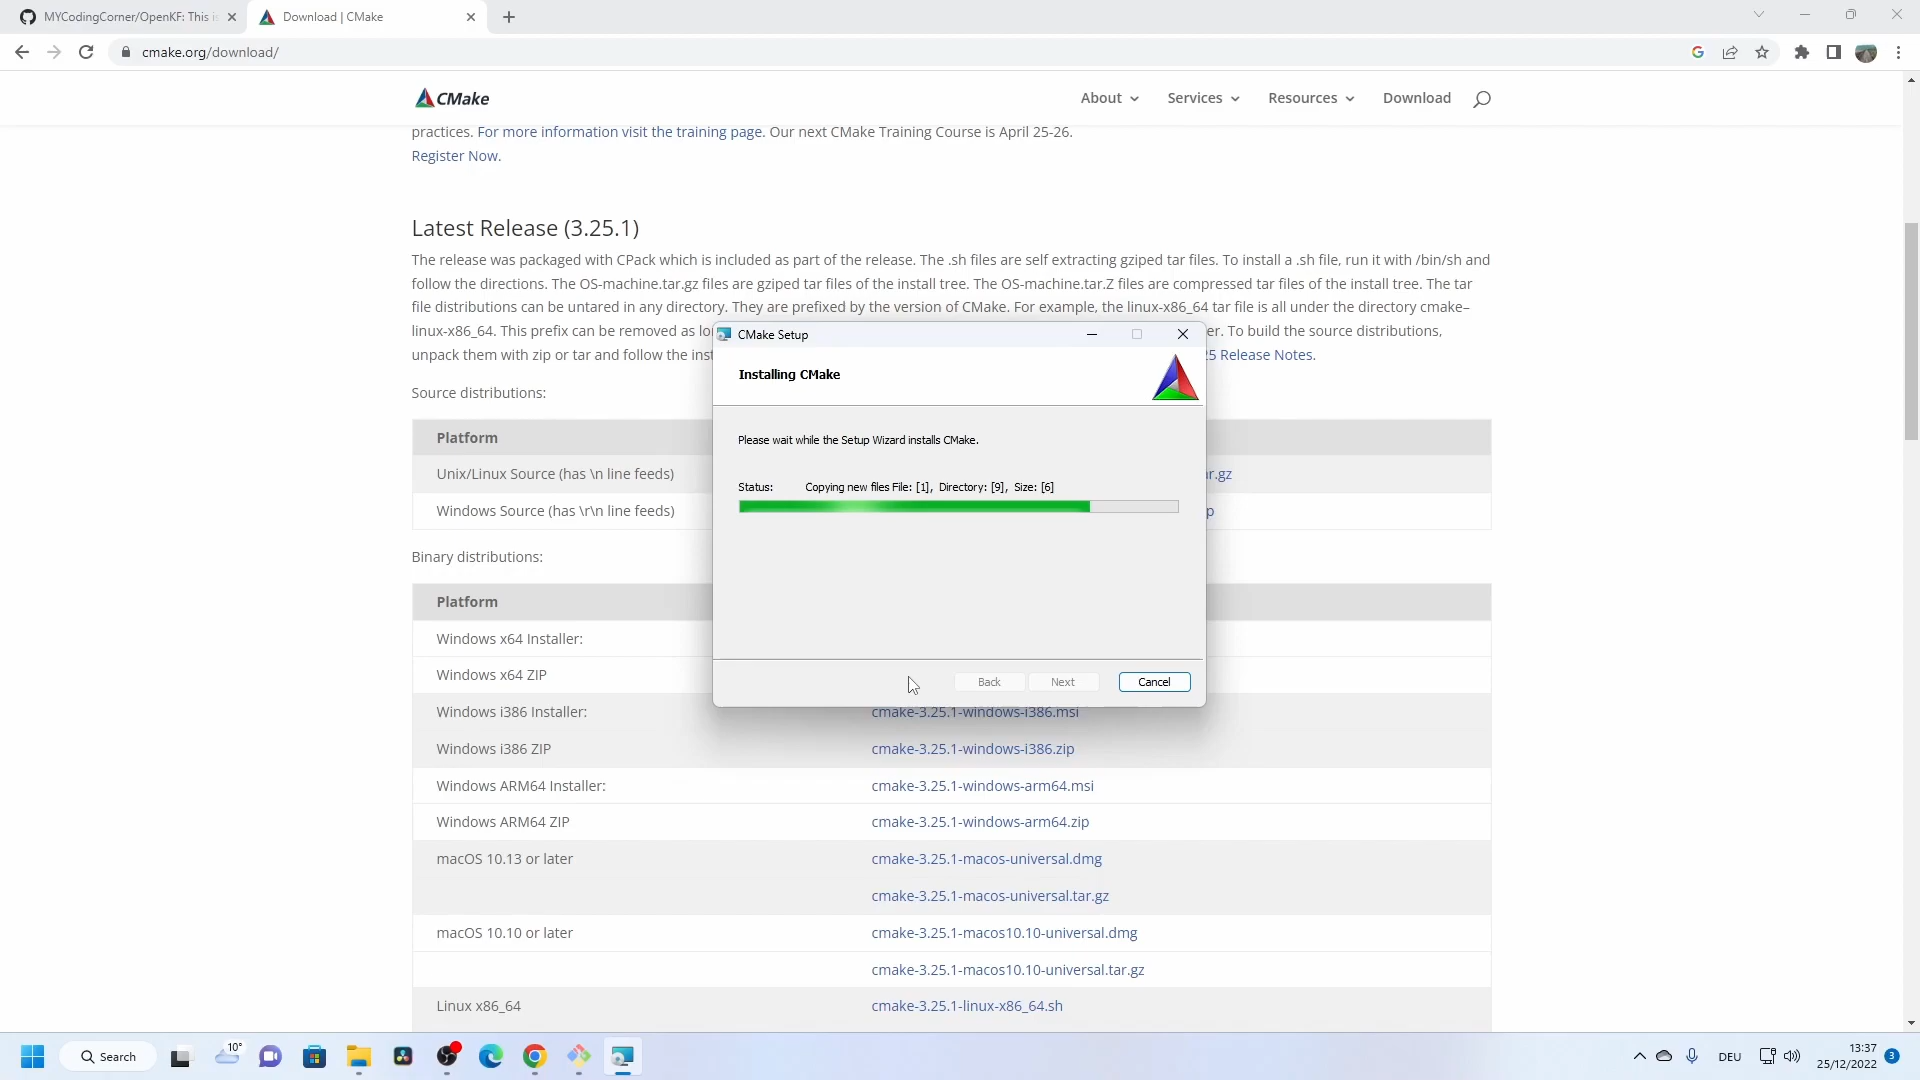 MYCodingCorner/OpenKF: This is
Download | CMake
cmake.org/download/
CMake
About
Services
Resources
Download
practices. For more information visit the training page. Our next CMake Training Course is April 25-26.
Register Now.
Latest Release (3.25.1)
The release was packaged with CPack which is included as part of the release. The .sh files are self extracting gziped tar files. To install a .sh file, run it with /bin/sh and
follow the directions. The OS-machine.tar.gz files are gziped tar files of the install tree. The OS-machine.tar.Z files are compressed tar files of the install tree. The tar
file distributions can be untared in any directory. They are prefixed by the version of CMake. For example, the linux-x86_64 tar file is all under the directory cmake–
linux-x86_64. This prefix can be removed as lo er. To build the source distributions,
unpack them with zip or tar and follow the inst 25 Release Notes.
CMake Setup
Installing CMake
Please wait while the Setup Wizard installs CMake.
Status: Copying new files File: [1], Directory: [9], Size: [6]
Back
Next
Cancel
Source distributions:
Platform
Unix/Linux Source (has \n line feeds) ar.gz
Windows Source (has \r\n line feeds) p
Binary distributions:
Platform
Windows x64 Installer:
Windows x64 ZIP
Windows i386 Installer: cmake-3.25.1-windows-i386.msi
Windows i386 ZIP cmake-3.25.1-windows-i386.zip
Windows ARM64 Installer: cmake-3.25.1-windows-arm64.msi
Windows ARM64 ZIP cmake-3.25.1-windows-arm64.zip
macOS 10.13 or later cmake-3.25.1-macos-universal.dmg
cmake-3.25.1-macos-universal.tar.gz
macOS 10.10 or later cmake-3.25.1-macos10.10-universal.dmg
cmake-3.25.1-macos10.10-universal.tar.gz
Linux x86_64 cmake-3.25.1-linux-x86_64.sh
Search
10°
DEU
13:37
25/12/2022
3